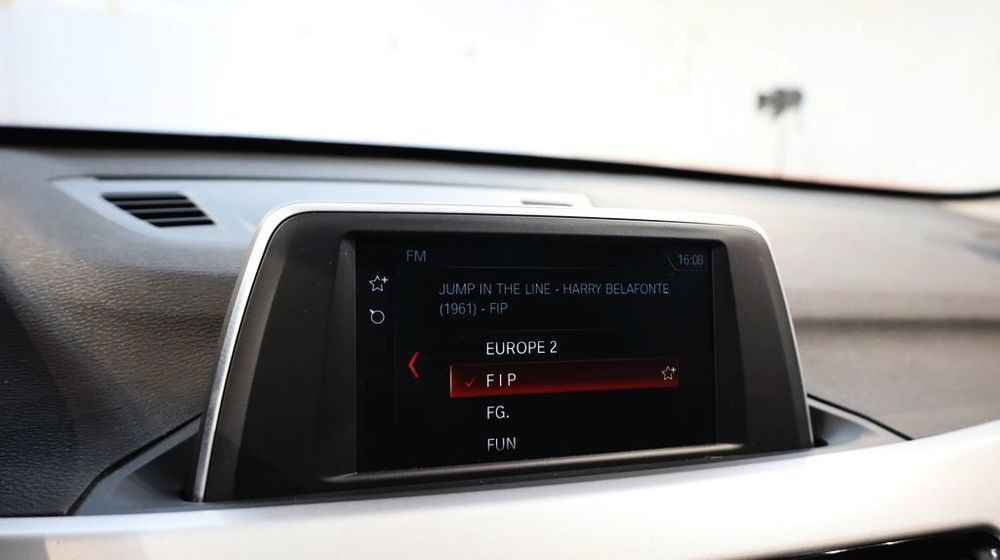 FM
16:08
JUMP IN THE LINE - HARRY BELAFONTE
(1961) - FIP
EUROPE 2
FIP
FG.
FUN